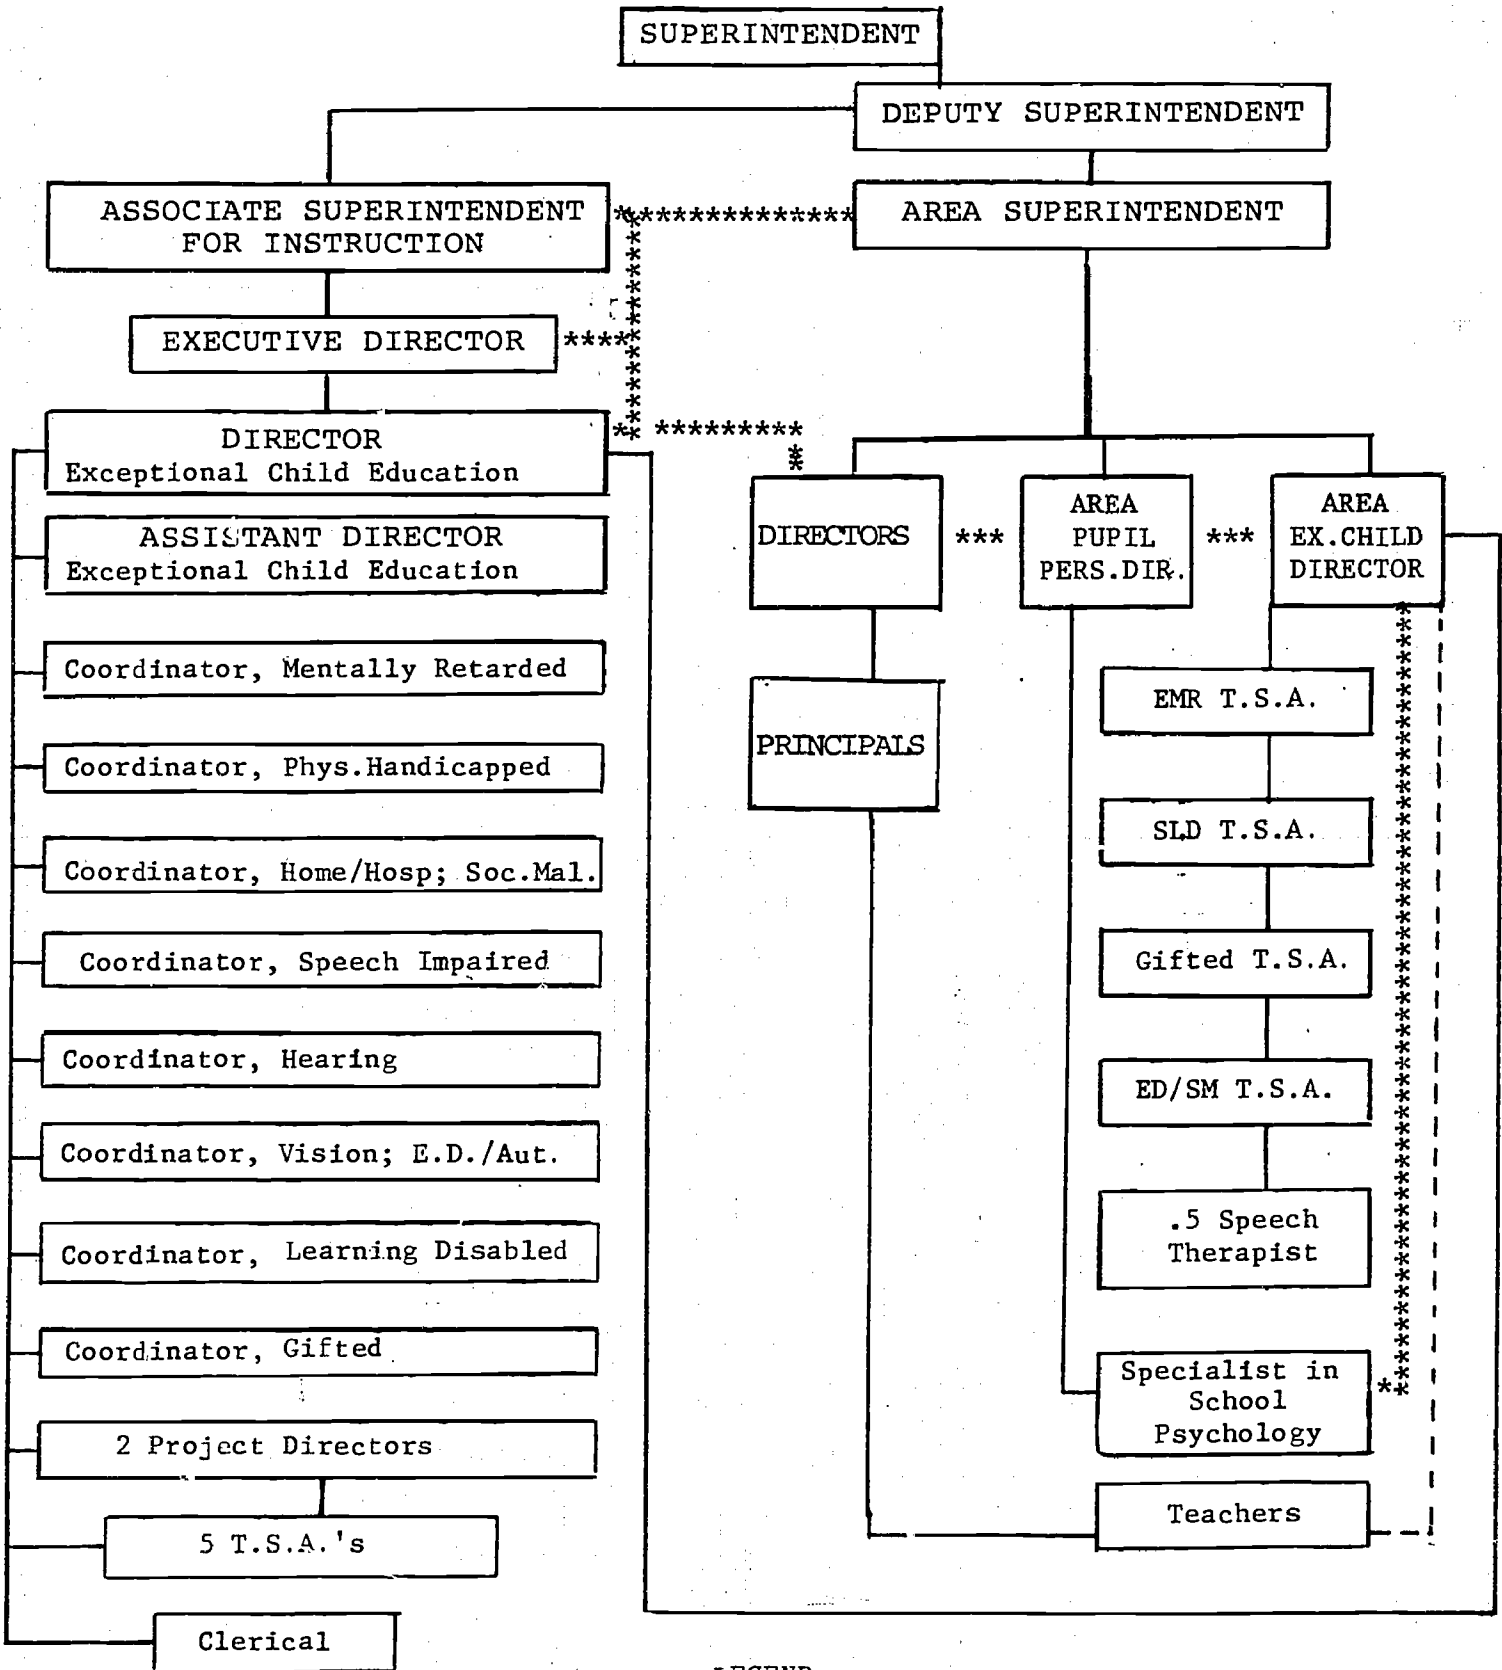 SUPERINTENDENT
DEPUTY SUPERINTENDENT
ASSOCIATE SUPERINTENDENT
FOR INSTRUCTION
AREA SUPERINTENDENT
EXECUTIVE DIRECTOR
DIRECTOR
Exceptional Child Education
ASSISTANT DIRECTOR
Exceptional Child Education
Coordinator, Mentally Retarded
Coordinator, Phys.Handicapped
Coordinator, Home/Hosp; Soc.Mal.
Coordinator, Speech Impaired
Coordinator, Hearing
Coordinator, Vision; E.D./Aut.
Coordinator, Learning Disabled
Coordinator, Gifted
2 Project Directors
5 T.S.A.'s
Clerical
DIRECTORS
PRINCIPALS
AREA
PUPIL
PERS.DIR.
AREA
EX.CHILD
DIRECTOR
EMR T.S.A.
SLD T.S.A.
Gifted T.S.A.
ED/SM T.S.A.
.5 Speech
Therapist
Specialist in
School
Psychology
Teachers
LEGEND